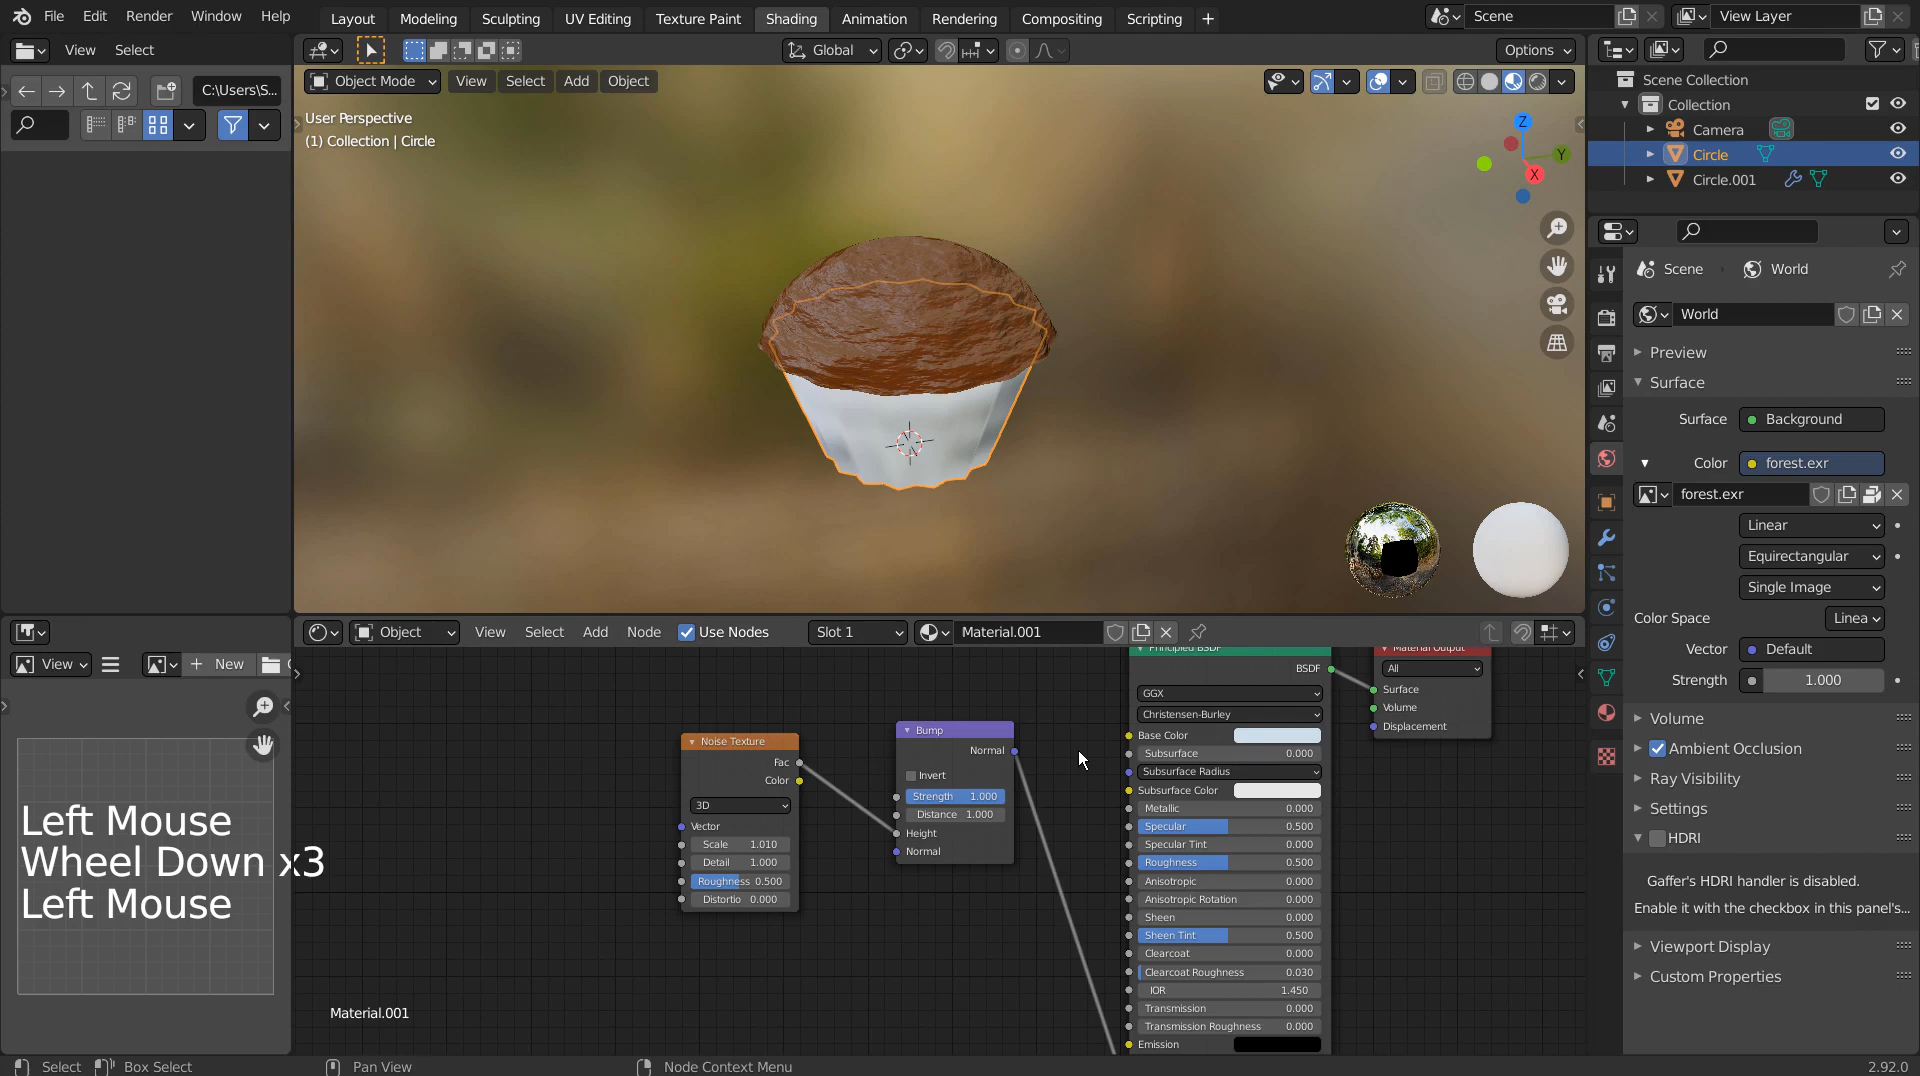 File Edit Render Window Help
Layout Modeling Sculpting UV Editing Texture Paint Shading Animation Rendering Compositing Scripting +
Scene
View Layer
View Select
Global
Options
C:\Users\S...
Object Mode View Select Add Object
User Perspective
(1) Collection | Circle
Z
Y
X
Scene Collection
Collection
Camera
Circle
Circle.001
Scene World
World
Preview
Surface
Surface Background
Color forest.exr
forest.exr
Linear
Equirectangular
Single Image
Color Space Linea
Vector Default
Strength 1.000
Volume
Ambient Occlusion
Ray Visibility
Settings
HDRI
Gaffer's HDRI handler is disabled.
Enable it with the checkbox in this panel's...
Viewport Display
Custom Properties
Object View Select Add Node Use Nodes Slot 1 Material.001
View + New
Left Mouse
Wheel Down x3
Left Mouse
Noise Texture
Fac
Color
3D
Vector
Scale 1.010
Detail 1.000
Roughness 0.500
Distortio 0.000
Bump
Normal
Invert
Strength 1.000
Distance 1.000
Height
Normal
Principled BSDF
BSDF
GGX
Christensen-Burley
Base Color
Subsurface 0.000
Subsurface Radius
Subsurface Color
Metallic 0.000
Specular 0.500
Specular Tint 0.000
Roughness 0.500
Anisotropic 0.000
Anisotropic Rotation 0.000
Sheen 0.000
Sheen Tint 0.500
Clearcoat 0.000
Clearcoat Roughness 0.030
IOR 1.450
Transmission 0.000
Transmission Roughness 0.000
Emission
Material Output
All
Surface
Volume
Displacement
Material.001
Select Box Select Pan View Node Context Menu 2.92.0